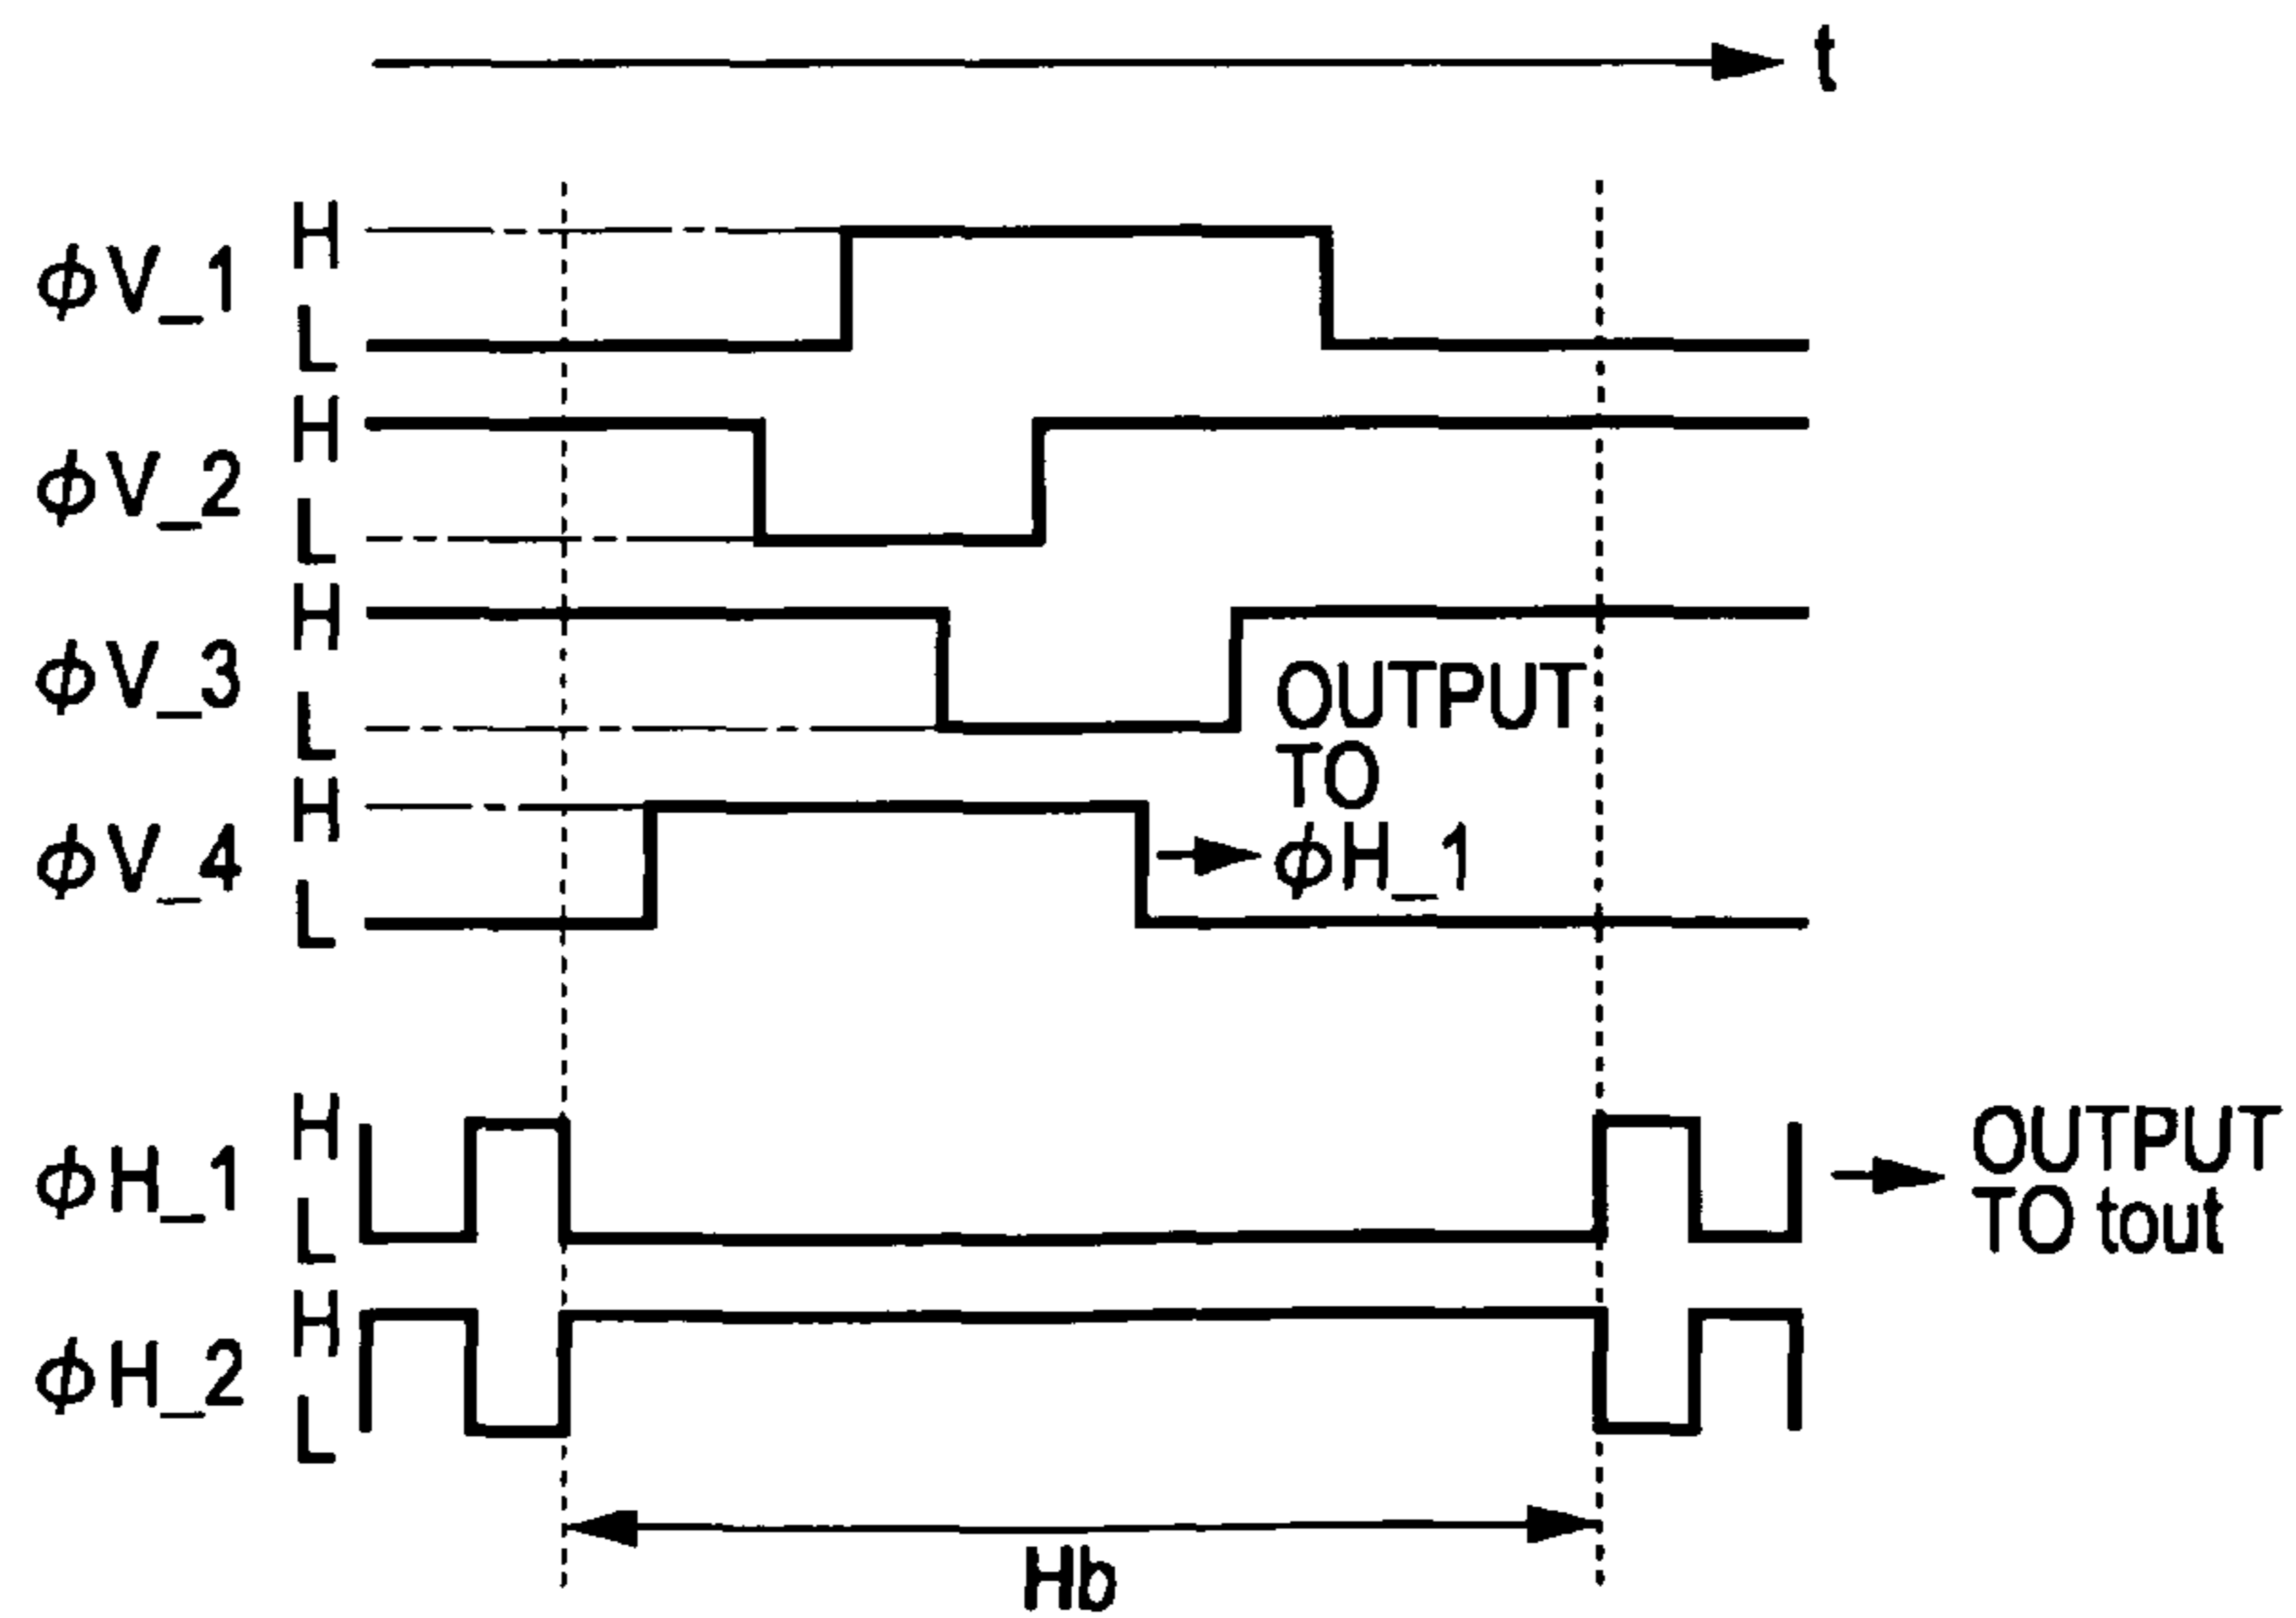 t
H
ϕV_1
L
H
ϕV_2
L
H
ϕV_3
L
OUTPUT
TO
ϕH_1
H
ϕV_4
L
H
ϕH_1
L
OUTPUT
TO tout
H
ϕH_2
L
Hb